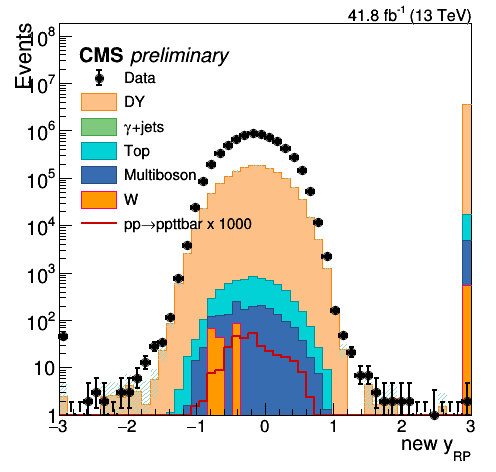 41.8 fb⁻¹ (13 TeV)
Events
CMS preliminary
Data
DY
γ+jets
Top
Multiboson
W
pp→ppttbar x 1000
10⁸
10⁷
10⁶
10⁵
10⁴
10³
10²
10
1
−3 −2 −1 0 1 2 3
new y_RP